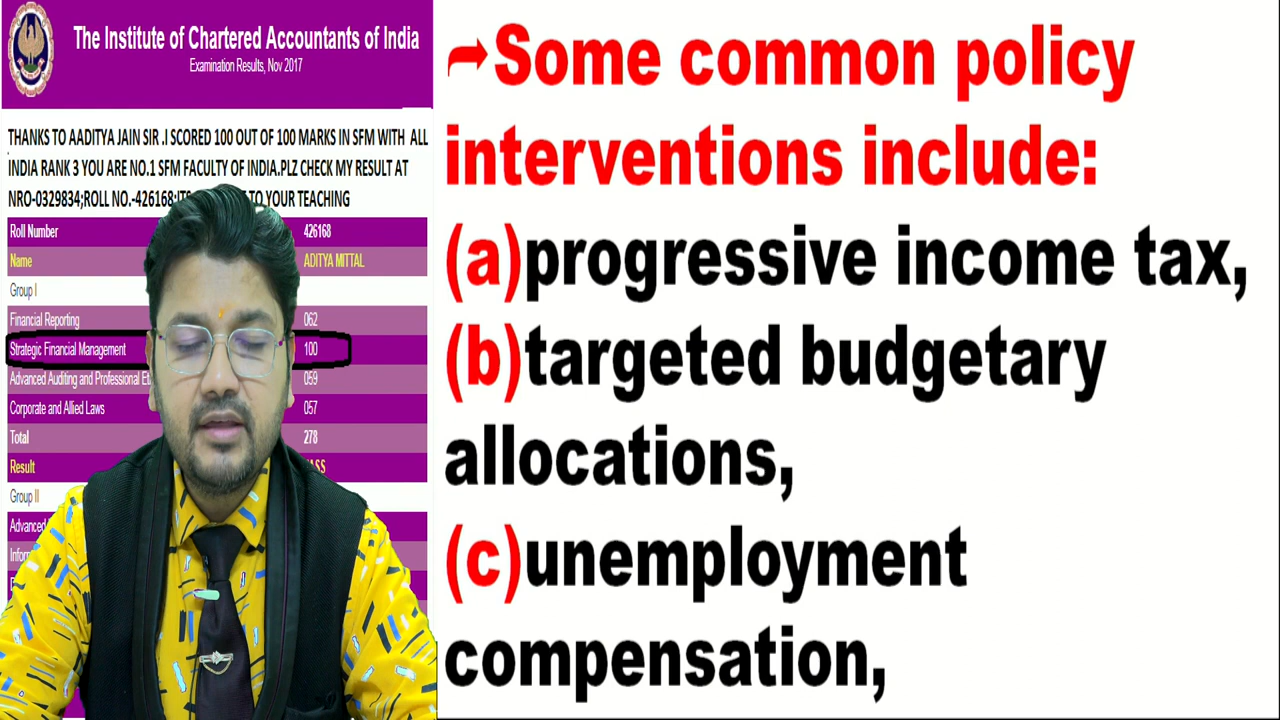 The Institute of Chartered Accountants of India
Examination Results, Nov 2017
THANKS TO AADITYA JAIN SIR .I SCORED 100 OUT OF 100 MARKS IN SFM WITH ALL
INDIA RANK 3 YOU ARE NO.1 SFM FACULTY OF INDIA.PLZ CHECK MY RESULT AT
NRO-0329834;ROLL NO.-426168; TO YOUR TEACHING
Roll Number 426168
Name ADITYA MITTAL
Group I
Financial Reporting 062
Strategic Financial Management 100
Advanced Auditing and Professional 059
Corporate and Allied Laws 057
Total 278
Result
Group II
Advanced
➦Some common policy
interventions include:
(a)progressive income tax,
(b)targeted budgetary
allocations,
(c)unemployment
compensation,